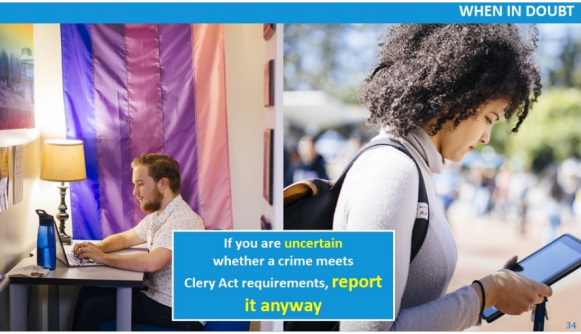 WHEN IN DOUBT
If you are uncertain
whether a crime meets
Clery Act requirements, report
it anyway
34